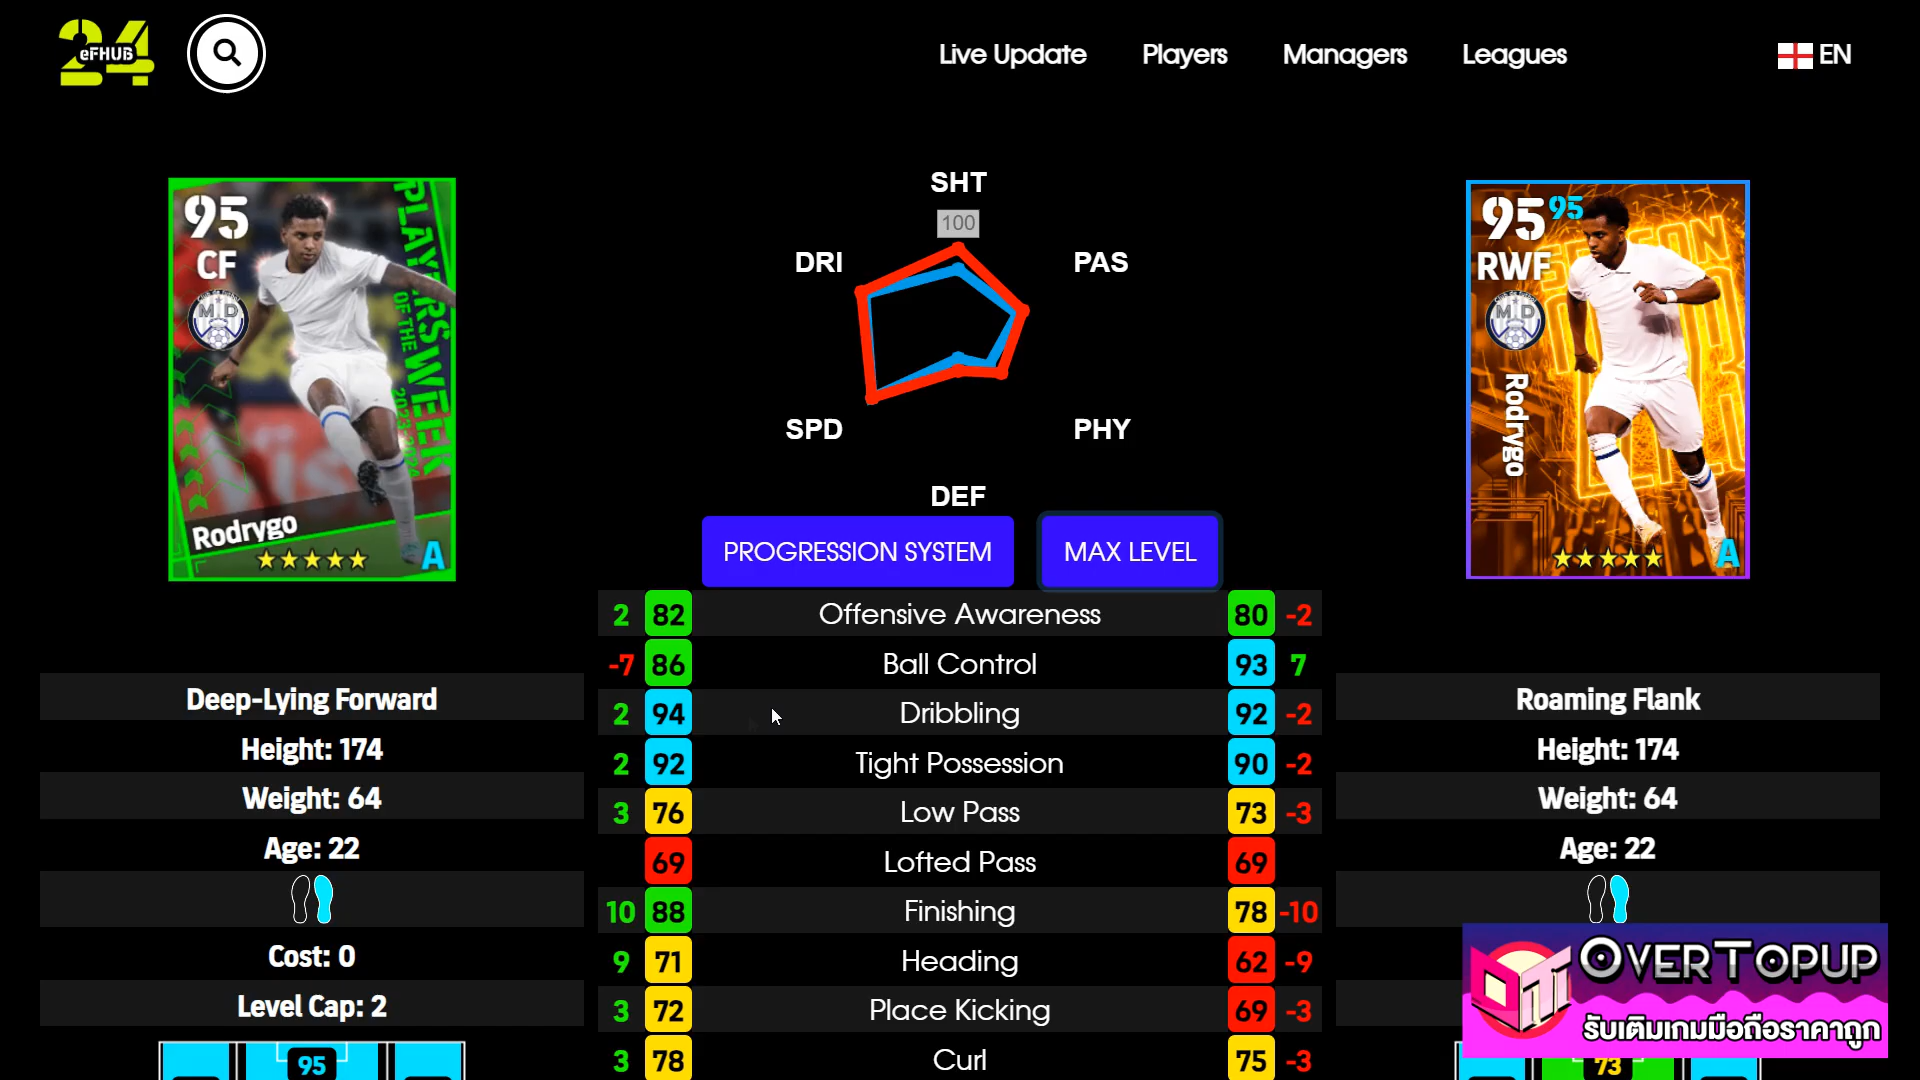 24
eFHUB
Live Update
Players
Managers
Leagues
EN
95
CF
PLAYERS
OF THE WEEK
2023-2024
Rodrygo
A
SHT
100
DRI
PAS
SPD
PHY
DEF
PROGRESSION SYSTEM
MAX LEVEL
95 95
RWF
Rodrygo
A
2 82 Offensive Awareness 80 -2
-7 86 Ball Control 93 7
2 94 Dribbling 92 -2
2 92 Tight Possession 90 -2
3 76 Low Pass 73 -3
69 Lofted Pass 69
10 88 Finishing 78 -10
9 71 Heading 62 -9
3 72 Place Kicking 69 -3
3 78 Curl 75 -3
Deep-Lying Forward
Height: 174
Weight: 64
Age: 22
Cost: 0
Level Cap: 2
95
Roaming Flank
Height: 174
Weight: 64
Age: 22
OVERTOPUP
รับเติมเกมมือถือราคาถูก
73